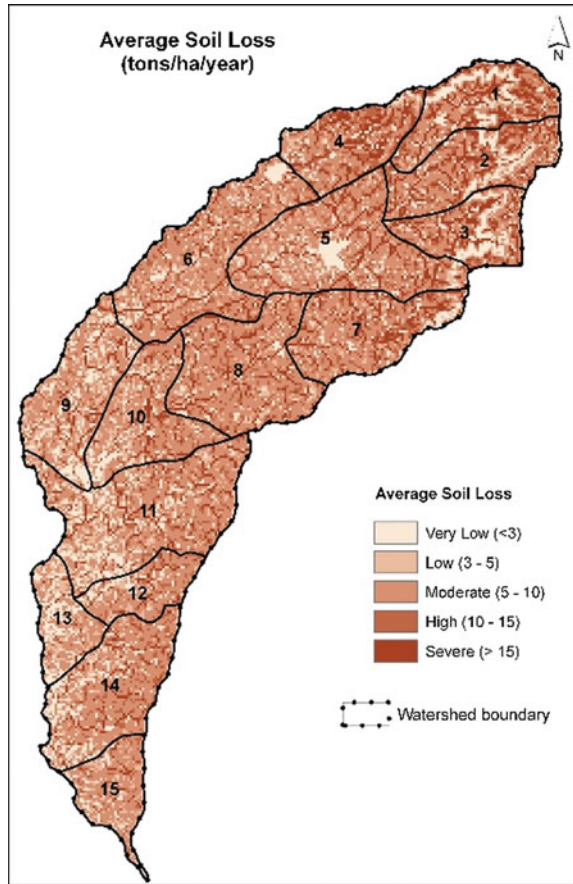 Average Soil Loss
(tons/ha/year)
N
1
4
2
3
5
6
7
8
9
10
11
12
13
14
15
Average Soil Loss
Very Low (<3)
Low (3 - 5)
Moderate (5 - 10)
High (10 - 15)
Severe (> 15)
Watershed boundary